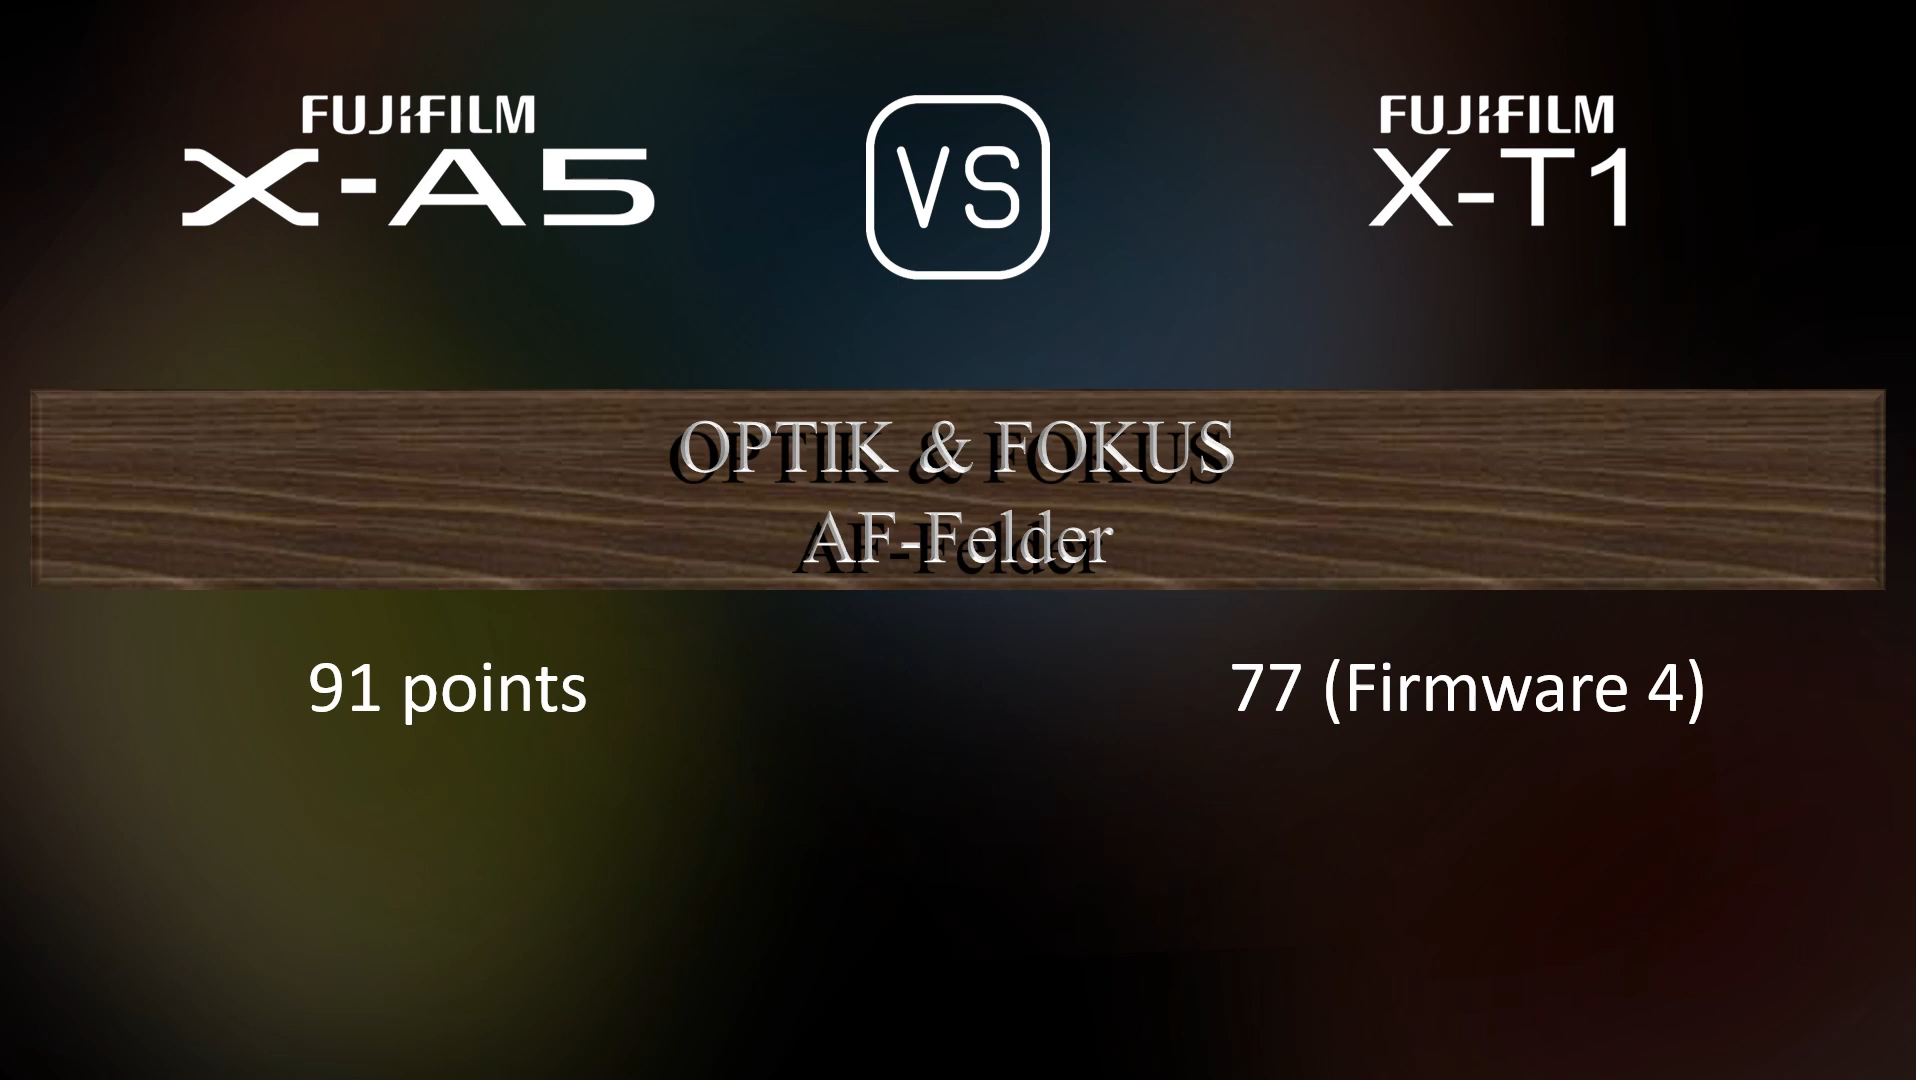 FUJIFILM
X-A5
VS
FUJIFILM
X-T1
OPTIK & FOKUS
AF-Felder
91 points
77 (Firmware 4)